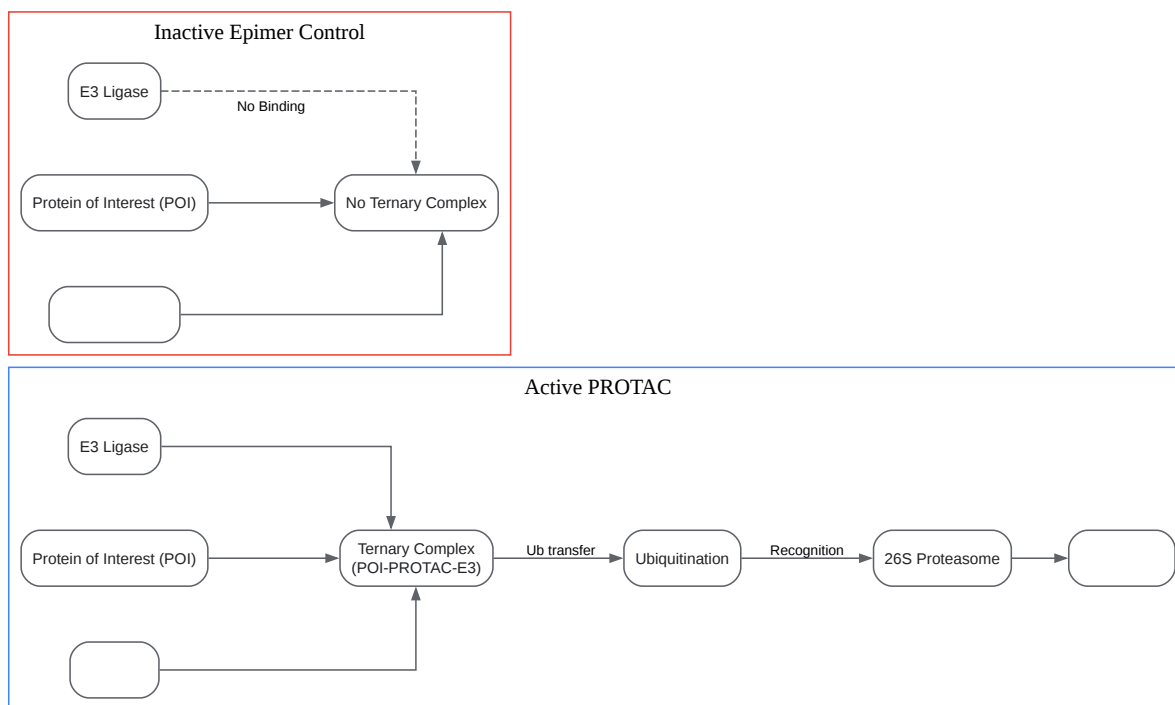 Inactive Epimer Control
E3 Ligase
No Binding
Protein of Interest (POI)
No Ternary Complex
Active PROTAC
E3 Ligase
Protein of Interest (POI)
Ternary Complex
(POI-PROTAC-E3)
Ub transfer
Ubiquitination
Recognition
26S Proteasome